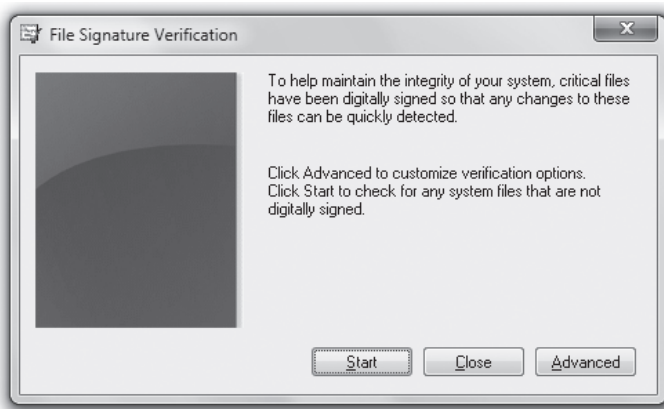 File Signature Verification
To help maintain the integrity of your system, critical files
have been digitally signed so that any changes to these
files can be quickly detected.
Click Advanced to customize verification options.
Click Start to check for any system files that are not
digitally signed.
Start Close Advanced